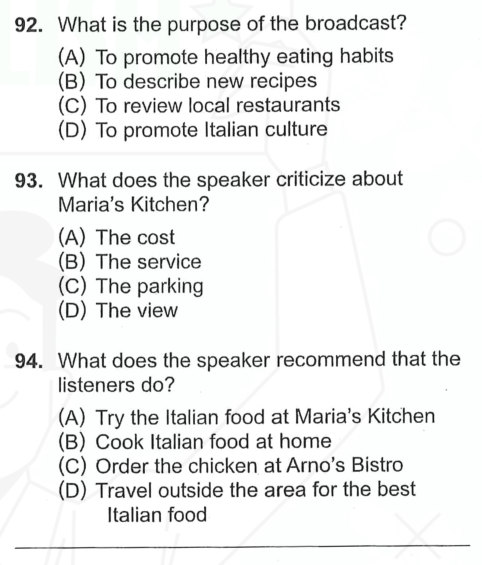 92. What is the purpose of the broadcast?
(A) To promote healthy eating habits
(B) To describe new recipes
(C) To review local restaurants
(D) To promote Italian culture
93. What does the speaker criticize about
Maria's Kitchen?
(A) The cost
(B) The service
(C) The parking
(D) The view
94. What does the speaker recommend that the
listeners do?
(A) Try the Italian food at Maria's Kitchen
(B) Cook Italian food at home
(C) Order the chicken at Arno's Bistro
(D) Travel outside the area for the best
Italian food